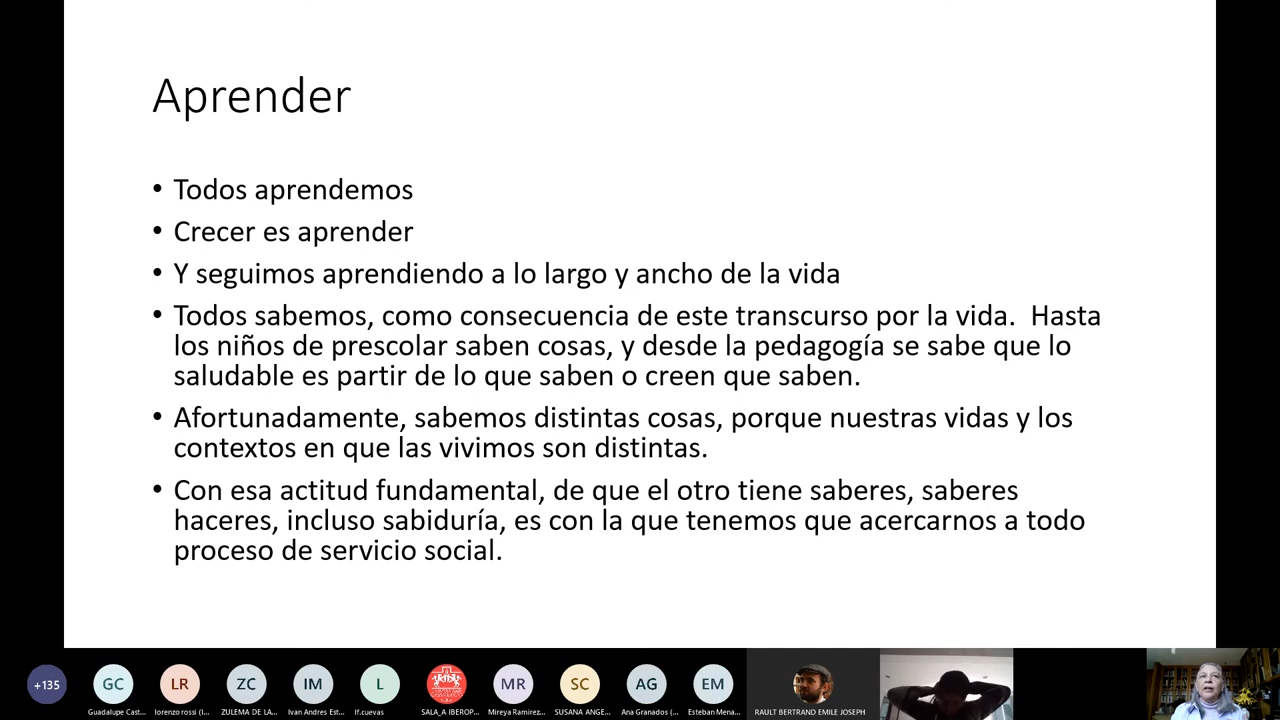 Aprender
• Todos aprendemos
• Crecer es aprender
• Y seguimos aprendiendo a lo largo y ancho de la vida
• Todos sabemos, como consecuencia de este transcurso por la vida.  Hasta
los niños de prescolar saben cosas, y desde la pedagogía se sabe que lo
saludable es partir de lo que saben o creen que saben.
• Afortunadamente, sabemos distintas cosas, porque nuestras vidas y los
contextos en que las vivimos son distintas.
• Con esa actitud fundamental, de que el otro tiene saberes, saberes
haceres, incluso sabiduría, es con la que tenemos que acercarnos a todo
proceso de servicio social.
+135 GC LR ZC IM L MR SC AG EM
Guadalupe Cast... lorenzo rossi (I... ZULEMA DE LA... Ivan Andres Est... lf.cuevas SALA_A IBEROP... Mireya Ramirez... SUSANA ANGE... Ana Granados (... Esteban Mena... RAULT BERTRAND EMILE JOSEPH